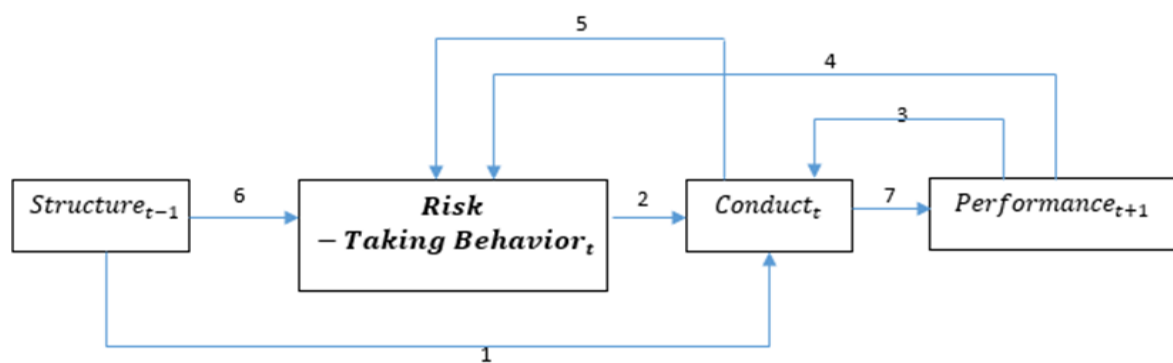 5
4
3
Structure_{t−1}
6
Risk
− Taking Behavior_t
2
Conduct_t
7
Performance_{t+1}
1